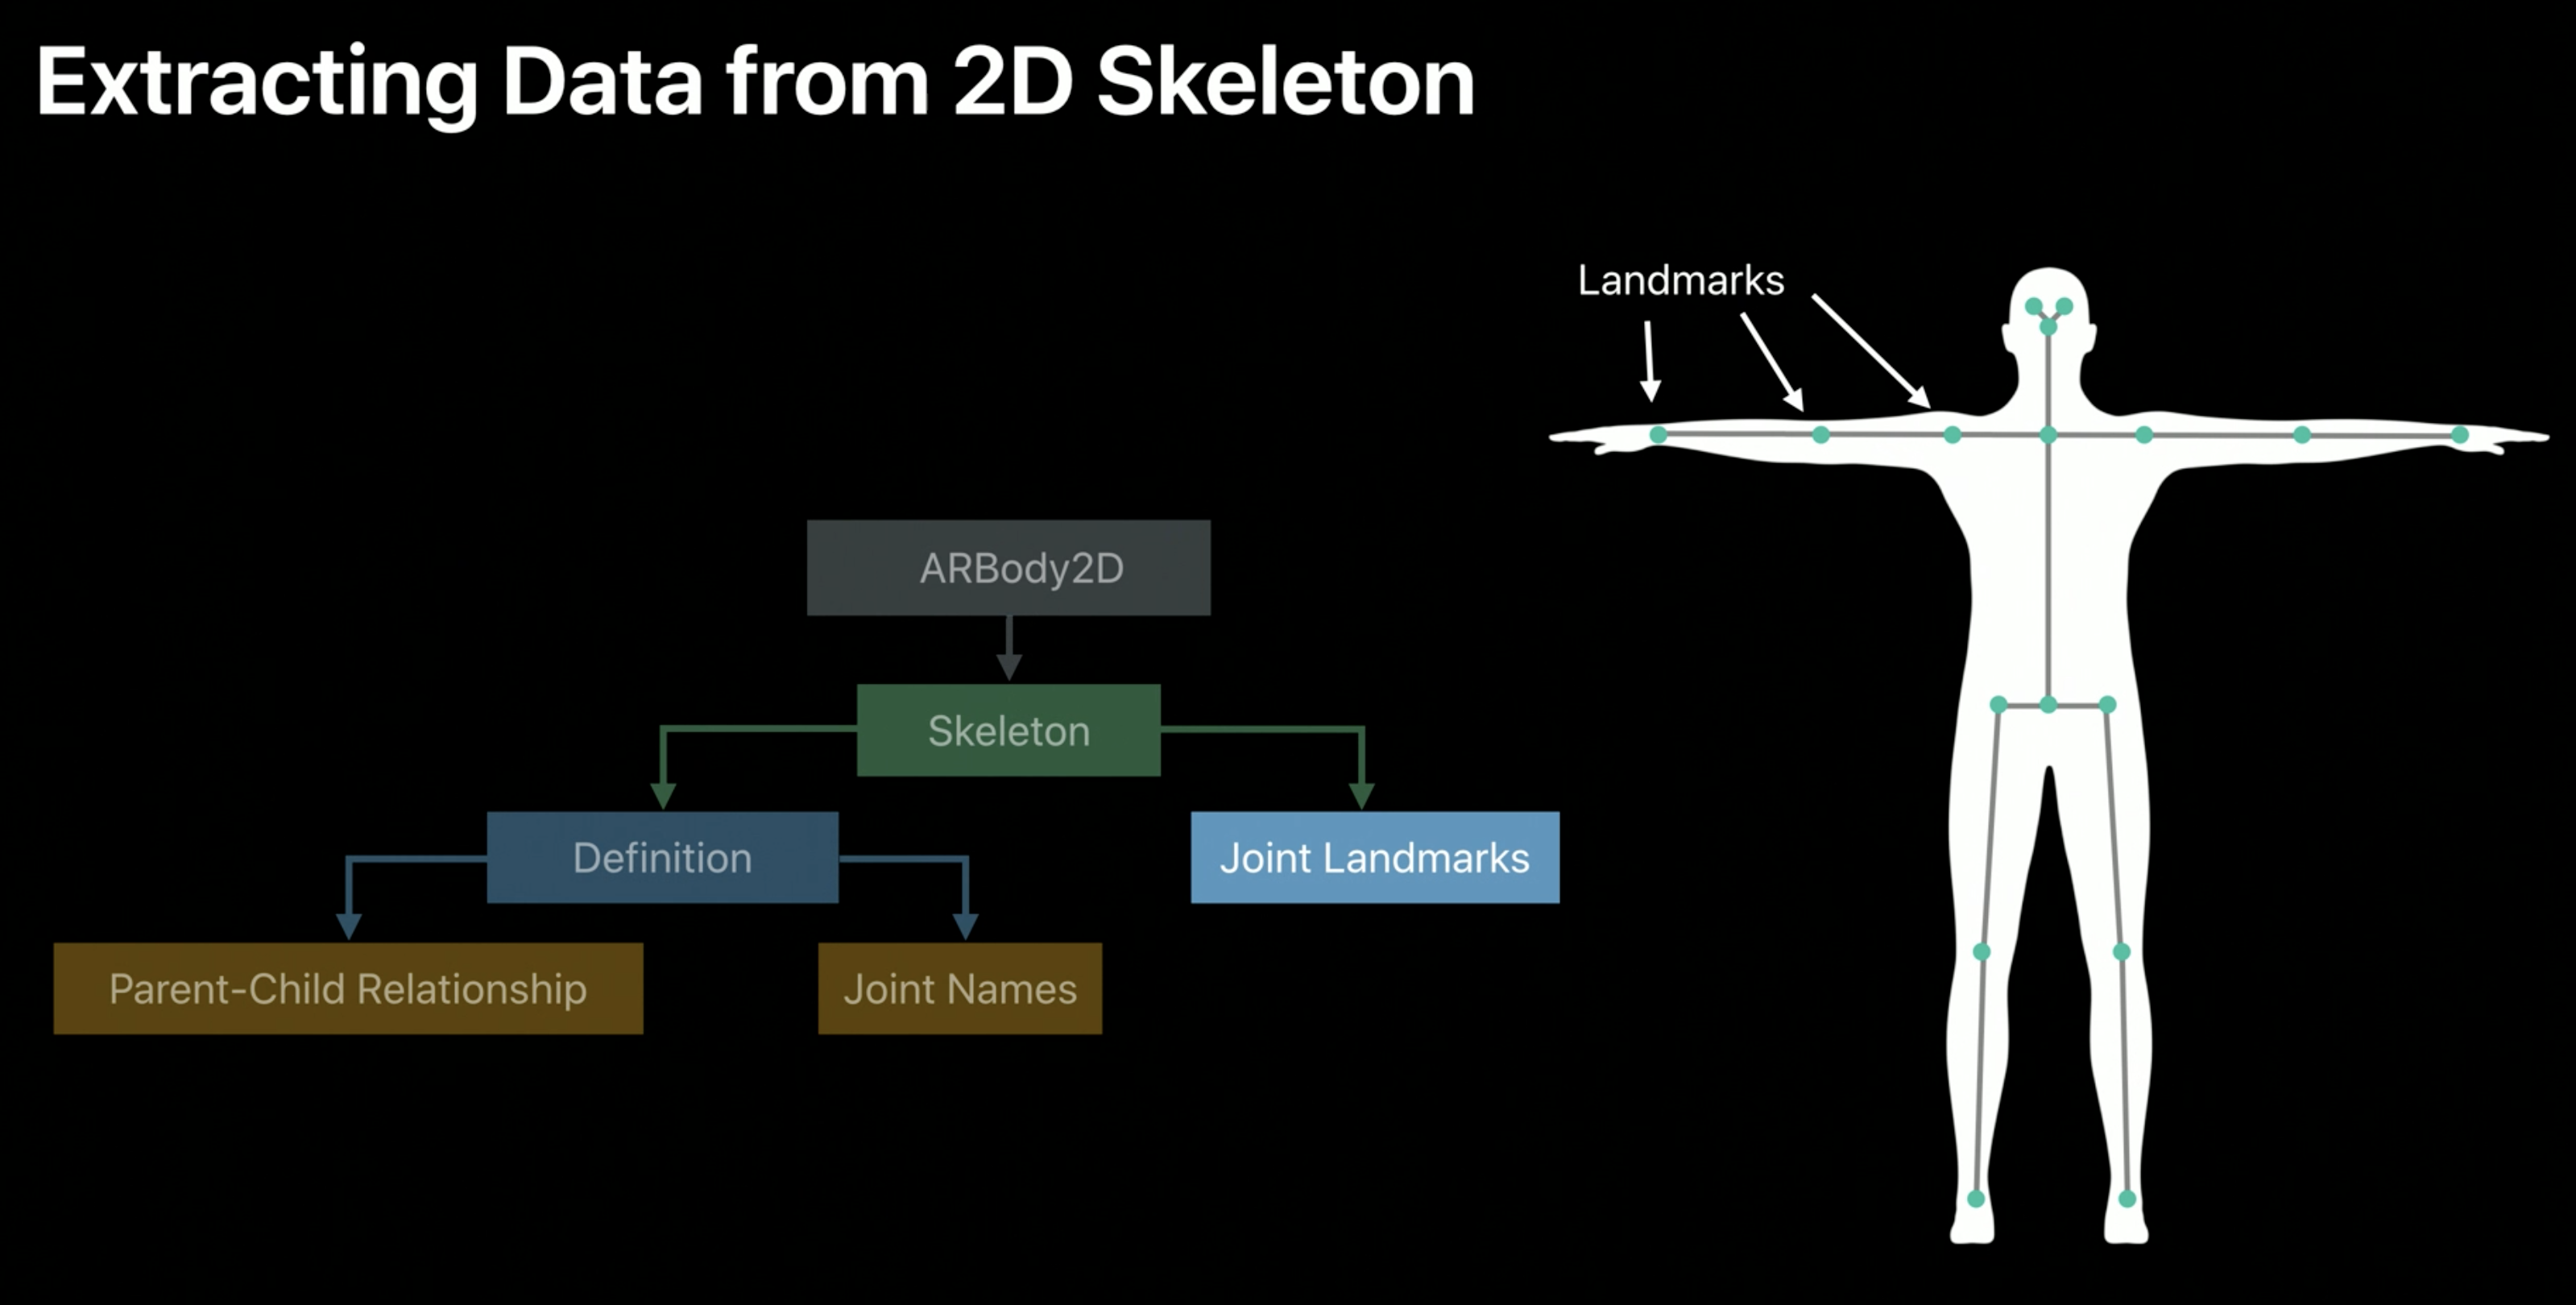 Extracting Data from 2D Skeleton
Landmarks
ARBody2D
Skeleton
Definition
Joint Landmarks
Parent-Child Relationship
Joint Names